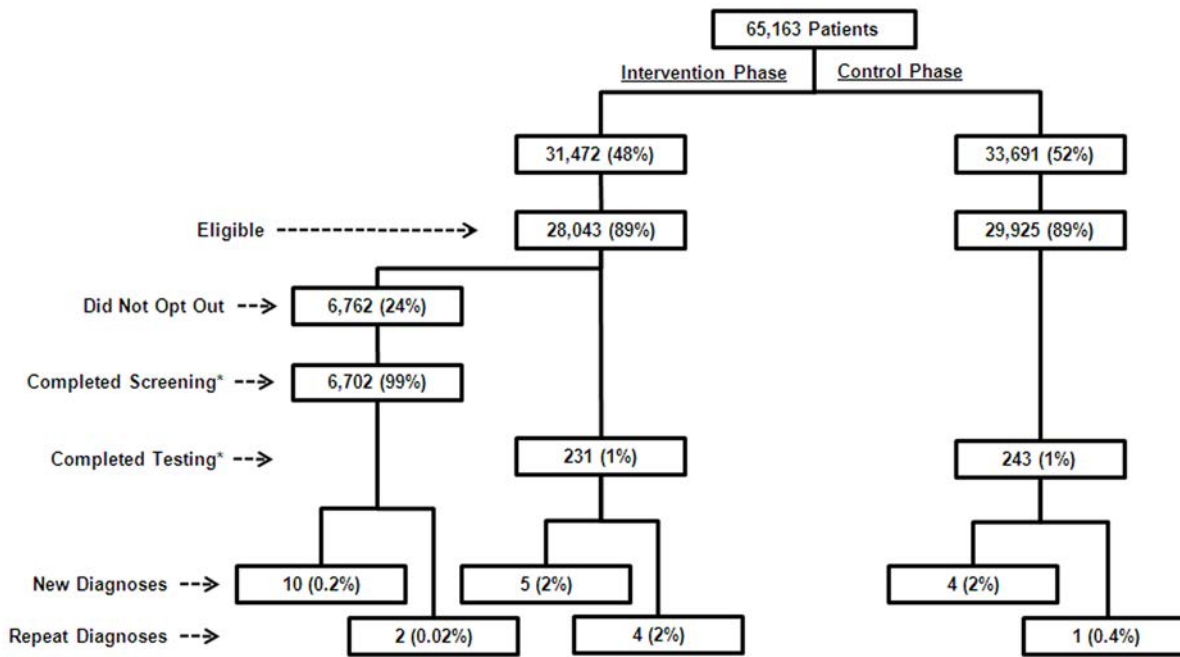 65,163 Patients
Intervention Phase Control Phase
31,472 (48%) 33,691 (52%)
Eligible 28,043 (89%) 29,925 (89%)
Did Not Opt Out 6,762 (24%)
Completed Screening* 6,702 (99%)
Completed Testing* 231 (1%) 243 (1%)
New Diagnoses 10 (0.2%) 5 (2%) 4 (2%)
Repeat Diagnoses 2 (0.02%) 4 (2%) 1 (0.4%)